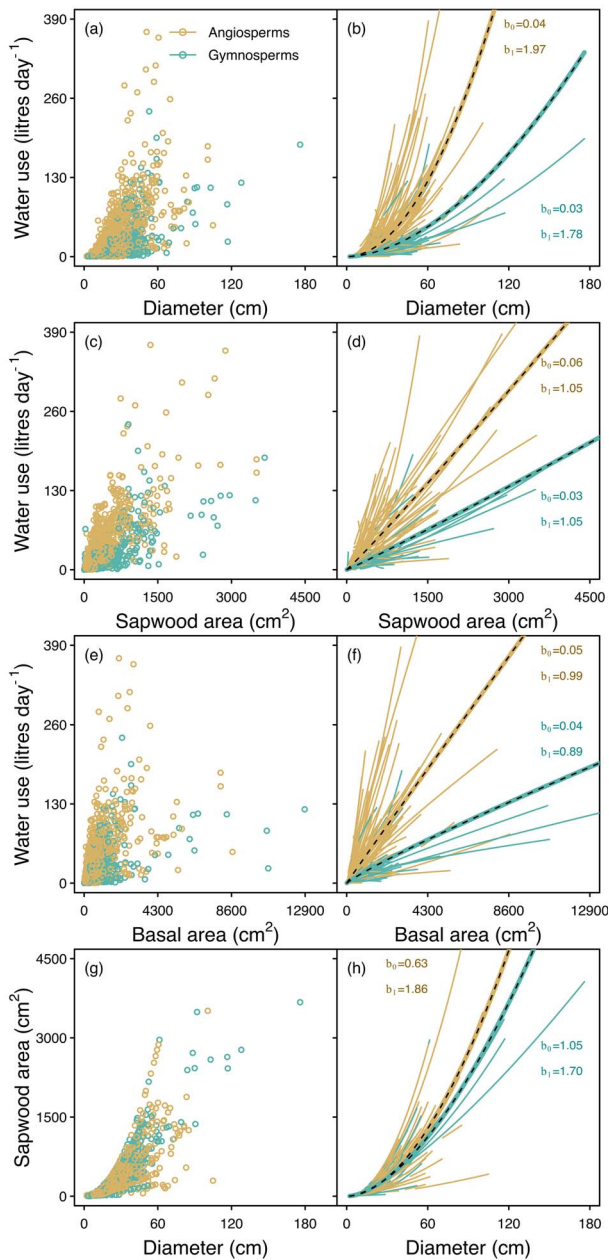 (a)
Angiosperms
Gymnosperms
(b)
b0=0.04
b1=1.97
b0=0.03
b1=1.78
Water use (litres day-1)
390
260
130
0
0 60 120 180
0 60 120 180
Diameter (cm)
Diameter (cm)
(c)
(d)
b0=0.06
b1=1.05
b0=0.03
b1=1.05
Water use (litres day-1)
390
260
130
0
0 1500 3000 4500
0 1500 3000 4500
Sapwood area (cm2)
Sapwood area (cm2)
(e)
(f)
b0=0.05
b1=0.99
b0=0.04
b1=0.89
Water use (litres day-1)
390
260
130
0
0 4300 8600 12900
0 4300 8600 12900
Basal area (cm2)
Basal area (cm2)
(g)
(h)
b0=0.63
b1=1.86
b0=1.05
b1=1.70
Sapwood area (cm2)
4500
3000
1500
0
0 60 120 180
0 60 120 180
Diameter (cm)
Diameter (cm)